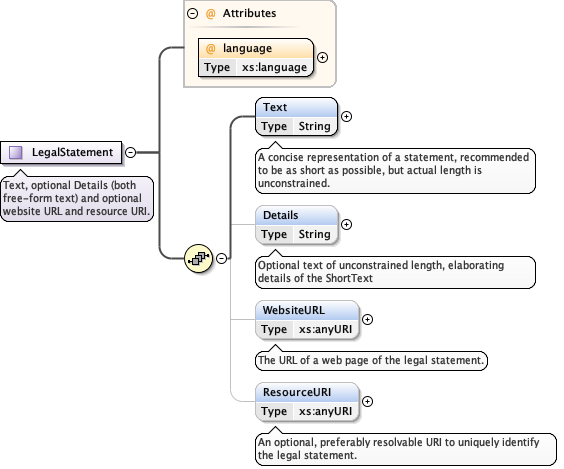 @ Attributes
@ language
Type xs:language
LegalStatement
Text, optional Details (both
free-form text) and optional
website URL and resource URI.
Text
Type String
A concise representation of a statement, recommended
to be as short as possible, but actual length is
unconstrained.
Details
Type String
Optional text of unconstrained length, elaborating
details of the ShortText
WebsiteURL
Type xs:anyURI
The URL of a web page of the legal statement.
ResourceURI
Type xs:anyURI
An optional, preferably resolvable URI to uniquely identify
the legal statement.